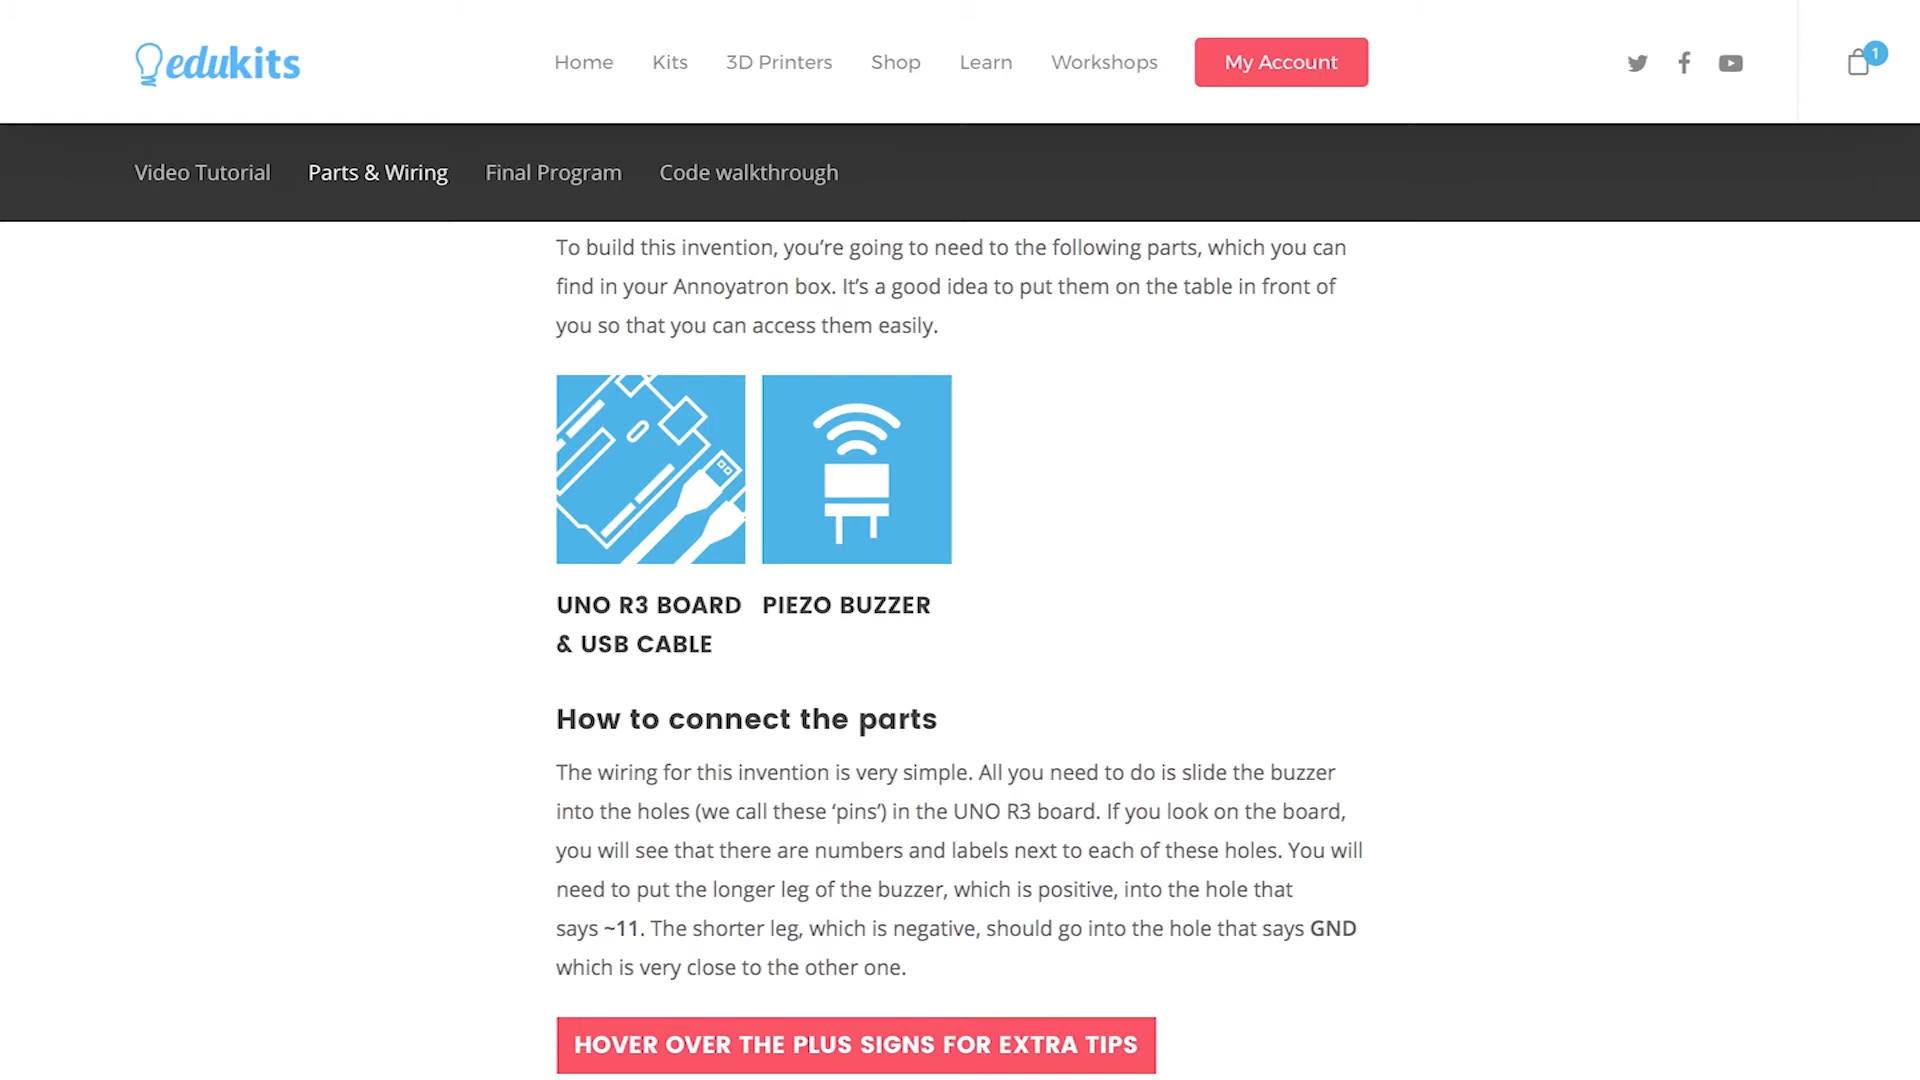 edukits
Home Kits 3D Printers Shop Learn Workshops My Account
1
Video Tutorial Parts & Wiring Final Program Code walkthrough
To build this invention, you’re going to need to the following parts, which you can
find in your Annoyatron box. It’s a good idea to put them on the table in front of
you so that you can access them easily.
UNO R3 BOARD
& USB CABLE
PIEZO BUZZER
How to connect the parts
The wiring for this invention is very simple. All you need to do is slide the buzzer
into the holes (we call these ‘pins’) in the UNO R3 board. If you look on the board,
you will see that there are numbers and labels next to each of these holes. You will
need to put the longer leg of the buzzer, which is positive, into the hole that
says ~11. The shorter leg, which is negative, should go into the hole that says GND
which is very close to the other one.
HOVER OVER THE PLUS SIGNS FOR EXTRA TIPS